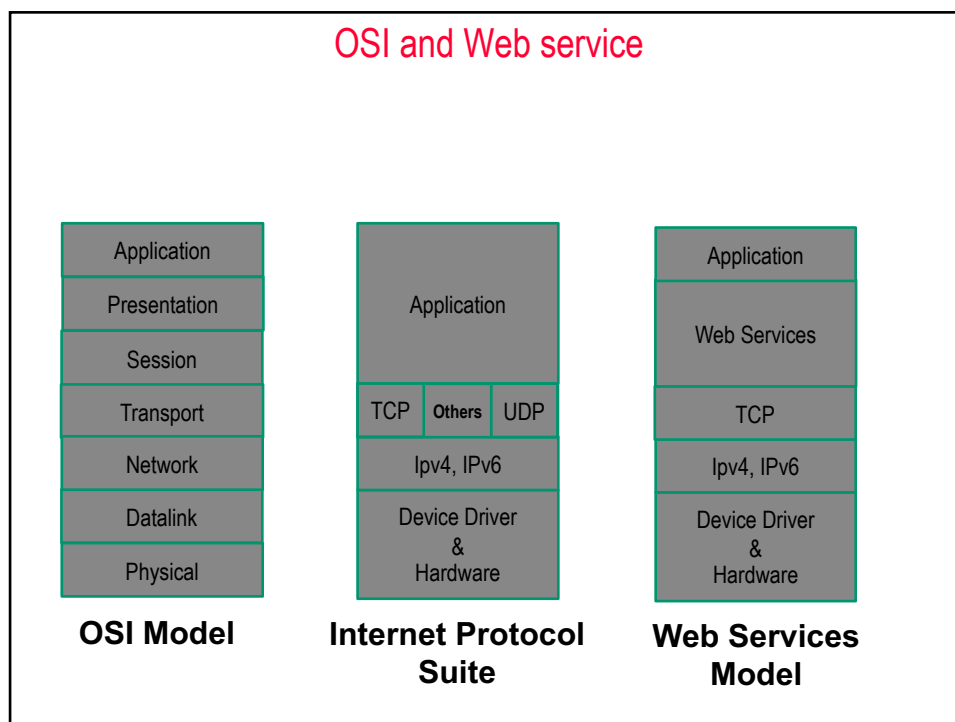 OSI and Web service
Application
Presentation
Session
Transport
Network
Datalink
Physical
OSI Model
Application
TCP Others UDP
Ipv4, IPv6
Device Driver
&
Hardware
Internet Protocol
Suite
Application
Web Services
TCP
Ipv4, IPv6
Device Driver
&
Hardware
Web Services
Model